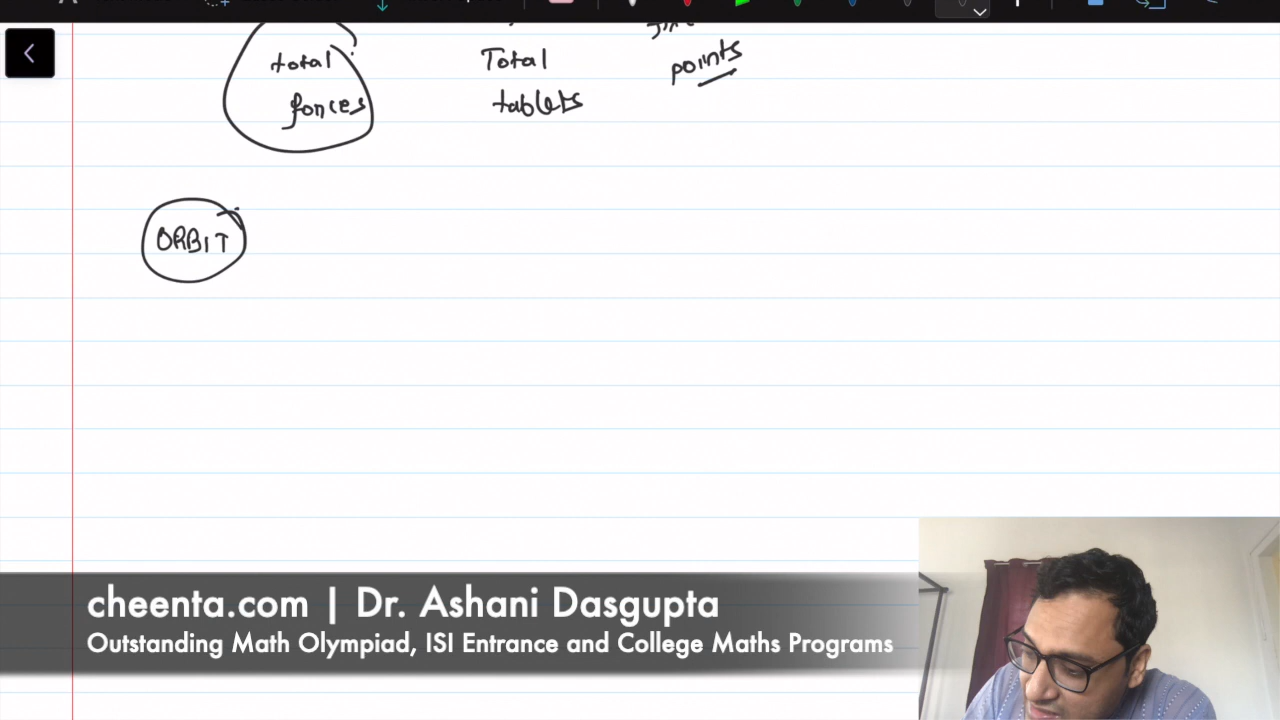 total
forces
Total
tablets
points
ORBIT
cheenta.com | Dr. Ashani Dasgupta
Outstanding Math Olympiad, ISI Entrance and College Maths Programs